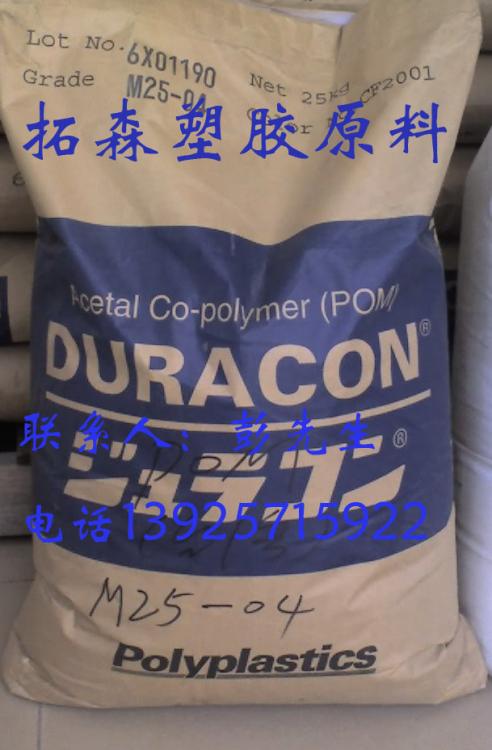 Lot No. 6X01190
Grade M25-04 Net 25kg
Color CF2001
拓森塑胶原料
Acetal Co-polymer (POM)
DURACON®
联系人：彭先生
ジュラコン®
POM
电话13925715922
M25-04
Polyplastics